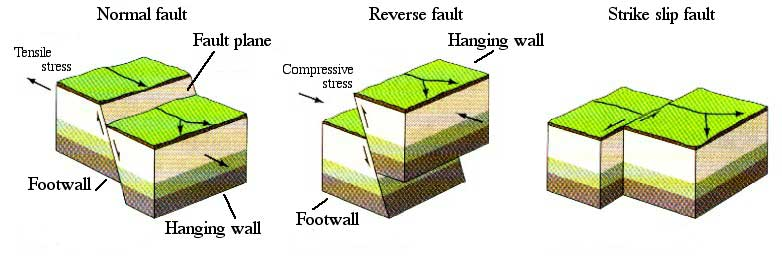 Normal fault
Reverse fault
Strike slip fault
Tensile
stress
Fault plane
Footwall
Hanging wall
Compressive
stress
Hanging wall
Footwall